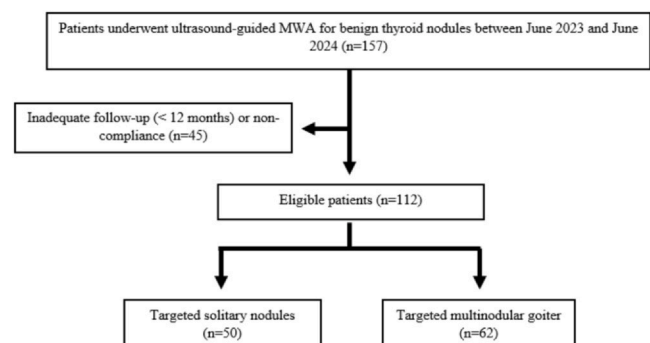 Patients underwent ultrasound-guided MWA for benign thyroid nodules between June 2023 and June
2024 (n=157)
Inadequate follow-up (< 12 months) or non-
compliance (n=45)
Eligible patients (n=112)
Targeted solitary nodules
(n=50)
Targeted multinodular goiter
(n=62)